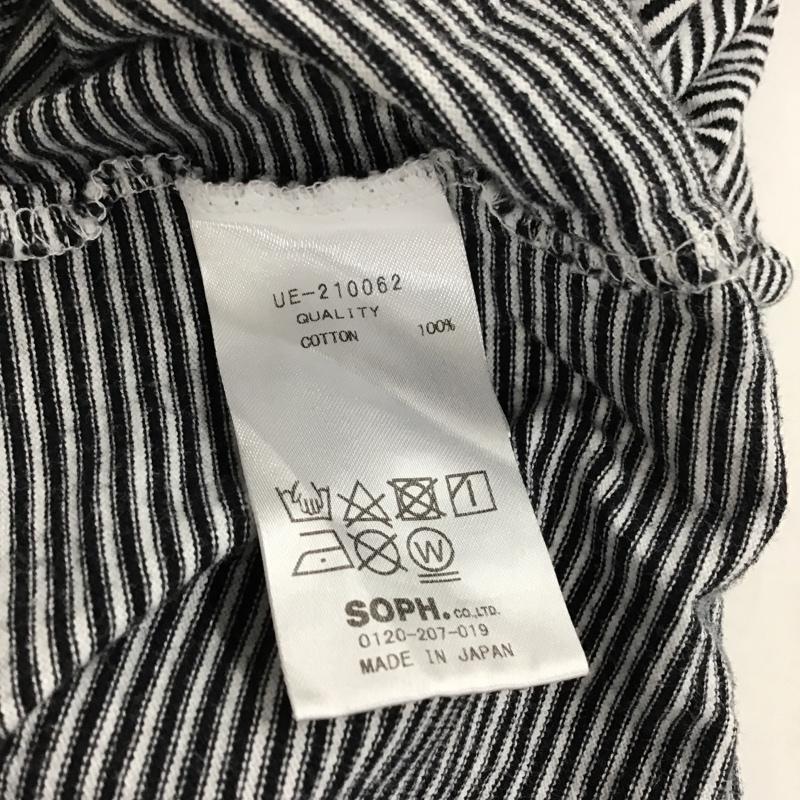 UE-210062
QUALITY
COTTON 100%
W
SOPH. CO.,LTD.
0120-207-019
MADE IN JAPAN